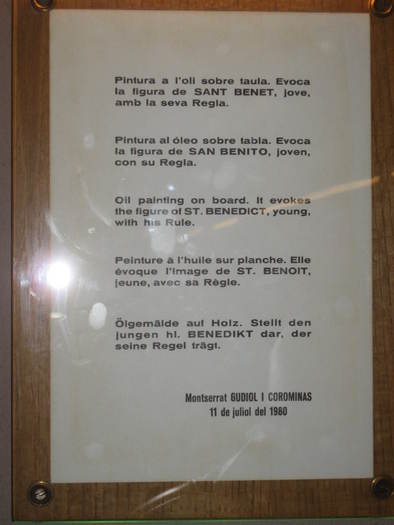 Pintura a l'oli sobre taula. Evoca
la figura de SANT BENET, jove,
amb la seva Regla.
Pintura al óleo sobre tabla. Evoca
la figura de SAN BENITO, joven,
con su Regla.
Oil painting on board. It evokes
the figure of ST. BENEDICT, young,
with his Rule.
Peinture à l'huile sur planche. Elle
évoque l'image de ST. BENOIT,
jeune, avec sa Règle.
Ölgemälde auf Holz. Stellt den
jungen hl. BENEDIKT dar, der
seine Regel trägt.
Montserrat GUDIOL I COROMINAS
11 de juliol del 1980